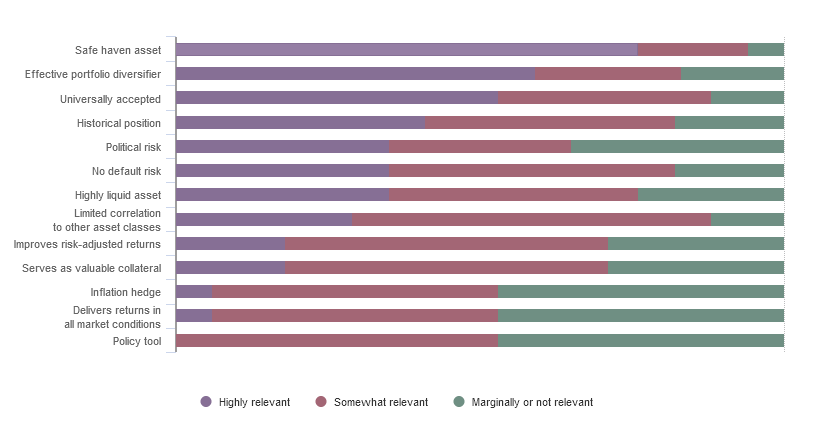 Safe haven asset
Effective portfolio diversifier
Universally accepted
Historical position
Political risk
No default risk
Highly liquid asset
Limited correlation
to other asset classes
Improves risk-adjusted returns
Serves as valuable collateral
Inflation hedge
Delivers returns in
all market conditions
Policy tool
Highly relevant
Somewhat relevant
Marginally or not relevant